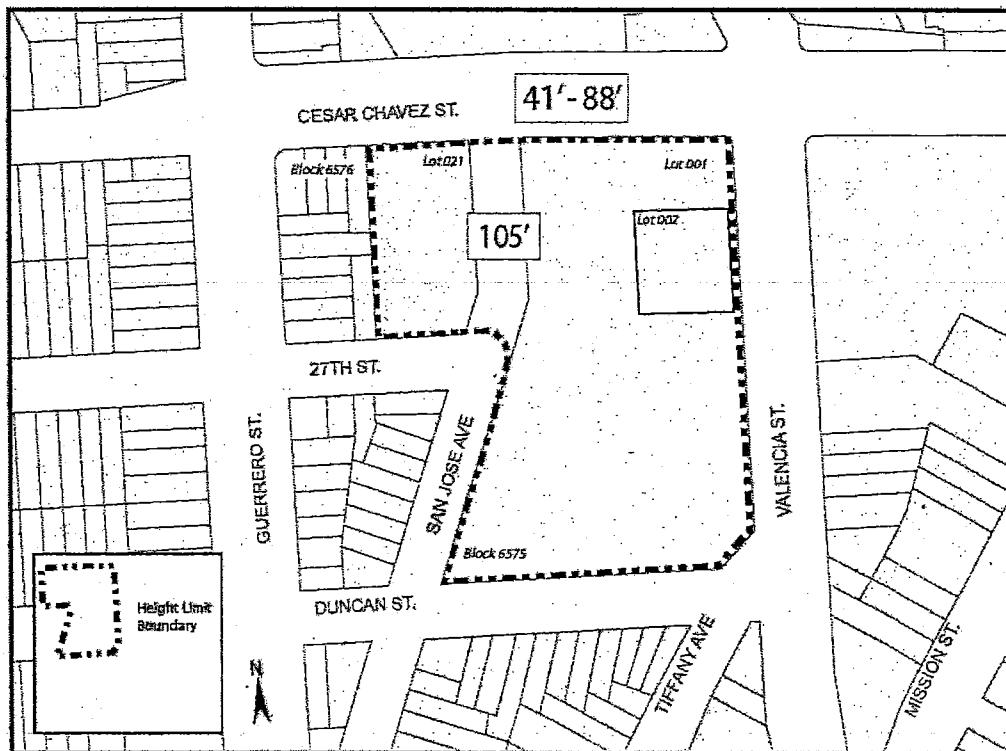 41'-88'
CESAR CHAVEZ ST.
Block 6576
Lot 021
Lot 001
Lot 002
105'
27TH ST.
GUERRERO ST.
SAN JOSE AVE
VALENCIA ST.
Block 6575
DUNCAN ST.
TIFFANY AVE
MISSION ST.
Height Limit
Boundary
N